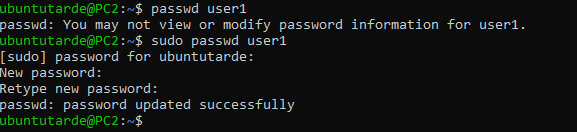 ubuntutarde@PC2:~$ passwd user1
passwd: You may not view or modify password information for user1.
ubuntutarde@PC2:~$ sudo passwd user1
[sudo] password for ubuntutarde:
New password:
Retype new password:
passwd: password updated successfully
ubuntutarde@PC2:~$